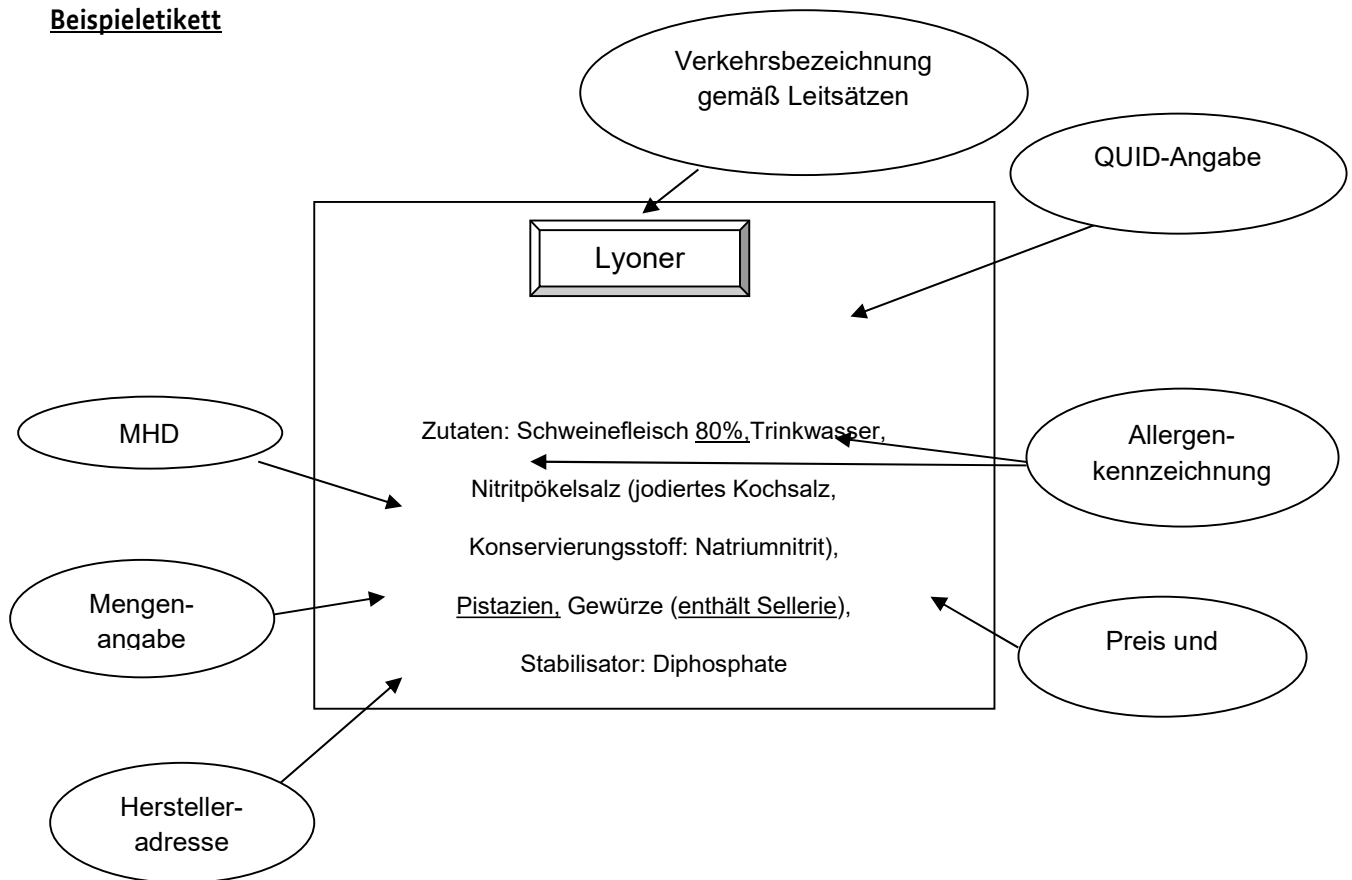 Beispieletikett
Verkehrsbezeichnung
gemäß Leitsätzen
QUID-Angabe
Lyoner
MHD
Zutaten: Schweinefleisch 80%,Trinkwasser,
Nitritpökelsalz (jodiertes Kochsalz,
Konservierungsstoff: Natriumnitrit),
Pistazien, Gewürze (enthält Sellerie),
Stabilisator: Diphosphate
Allergen-
kennzeichnung
Mengen-
angabe
Preis und
Hersteller-
adresse